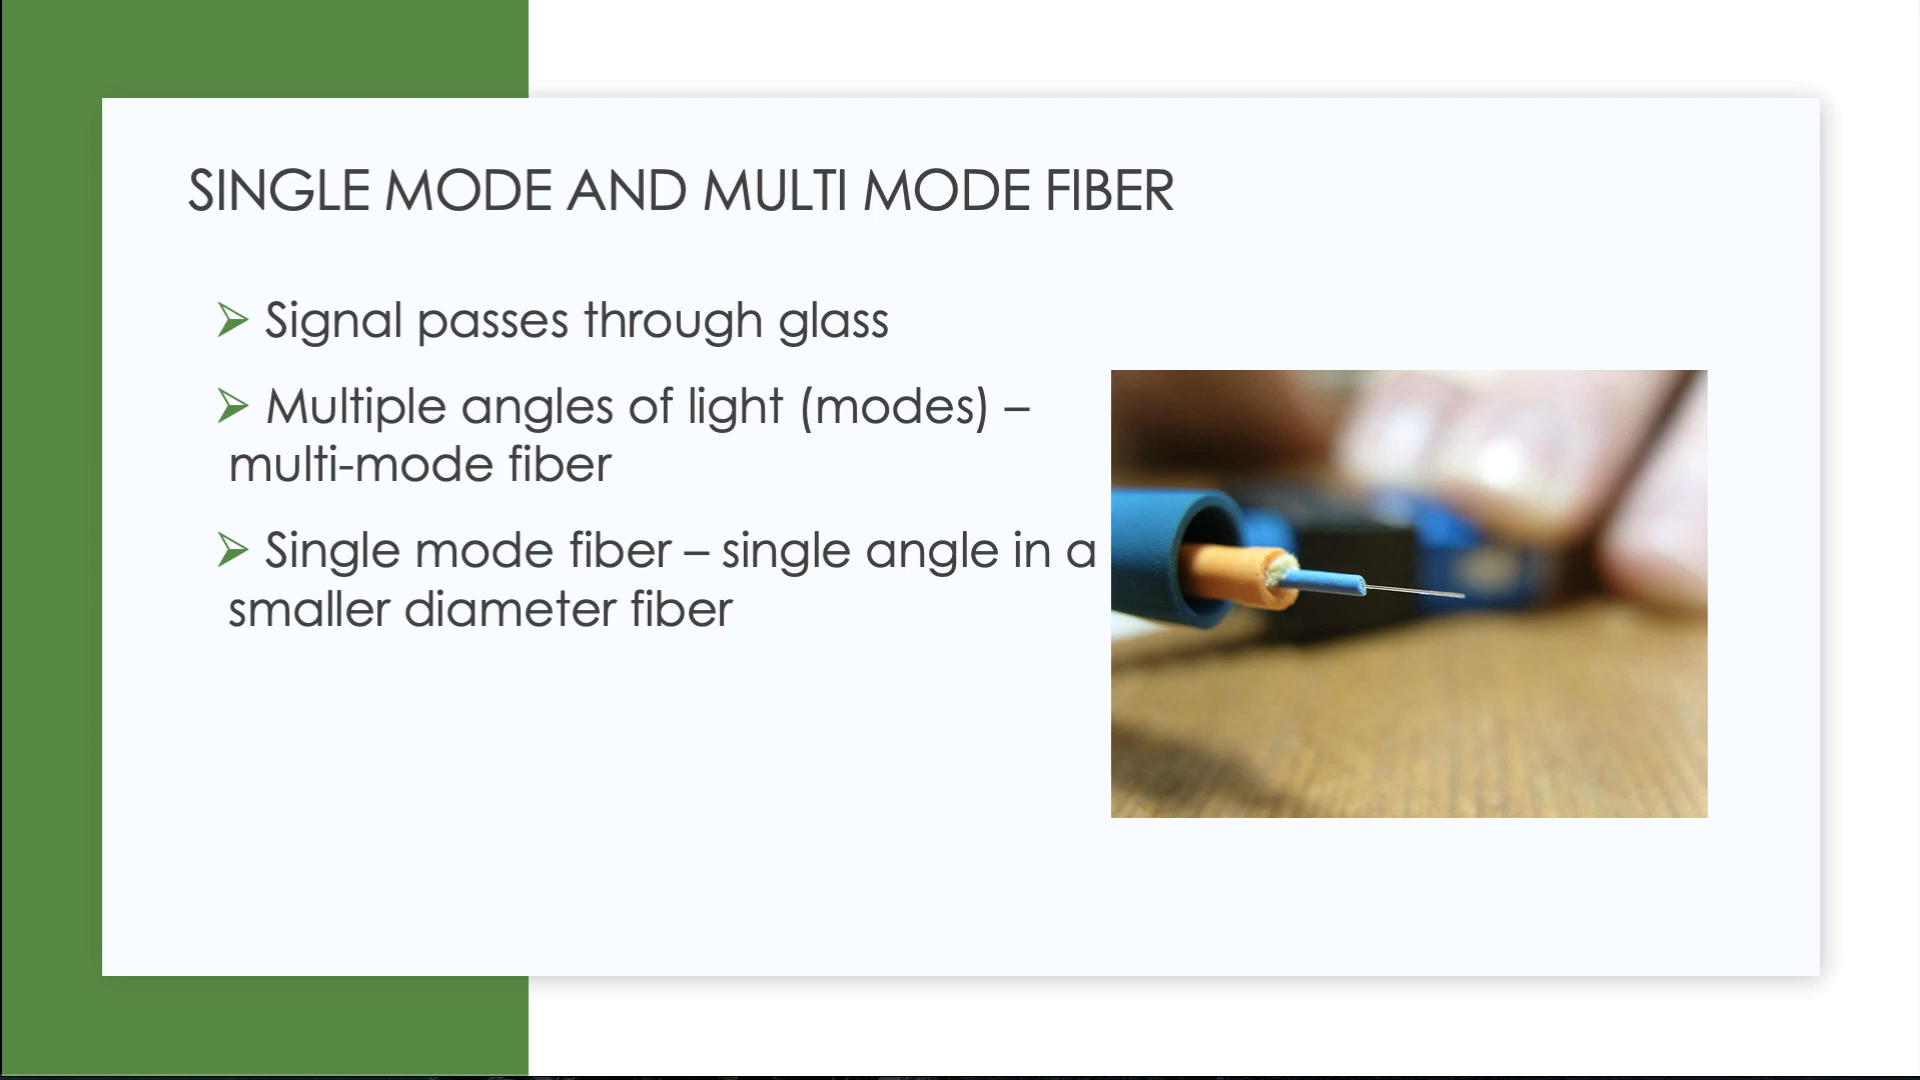 SINGLE MODE AND MULTI MODE FIBER
➢ Signal passes through glass
➢ Multiple angles of light (modes) –
multi-mode fiber
➢ Single mode fiber – single angle in a
smaller diameter fiber